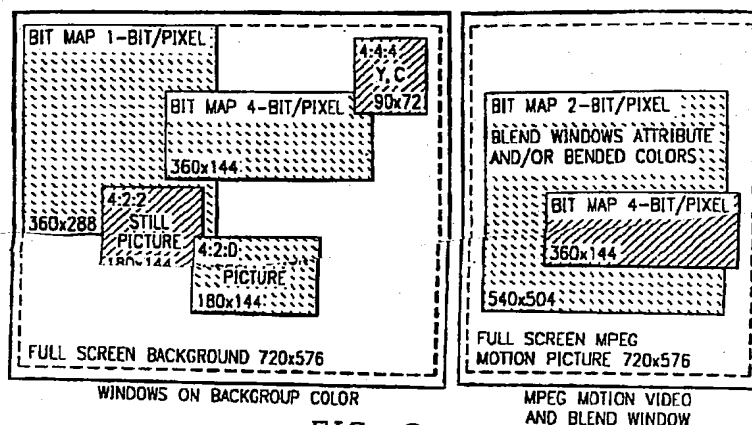 BIT MAP 1-BIT/PIXEL
4:4:4
Y, C
90x72
BIT MAP 4-BIT/PIXEL
360x144
4:2:2
STILL
PICTURE
180x144
360x288
4:2:0
PICTURE
180x144
FULL SCREEN BACKGROUND 720x576
WINDOWS ON BACKGROUP COLOR
BIT MAP 2-BIT/PIXEL
BLEND WINDOWS ATTRIBUTE
AND/OR BENDED COLORS
BIT MAP 4-BIT/PIXEL
360x144
540x504
FULL SCREEN MPEG
MOTION PICTURE 720x576
MPEG MOTION VIDEO
AND BLEND WINDOW